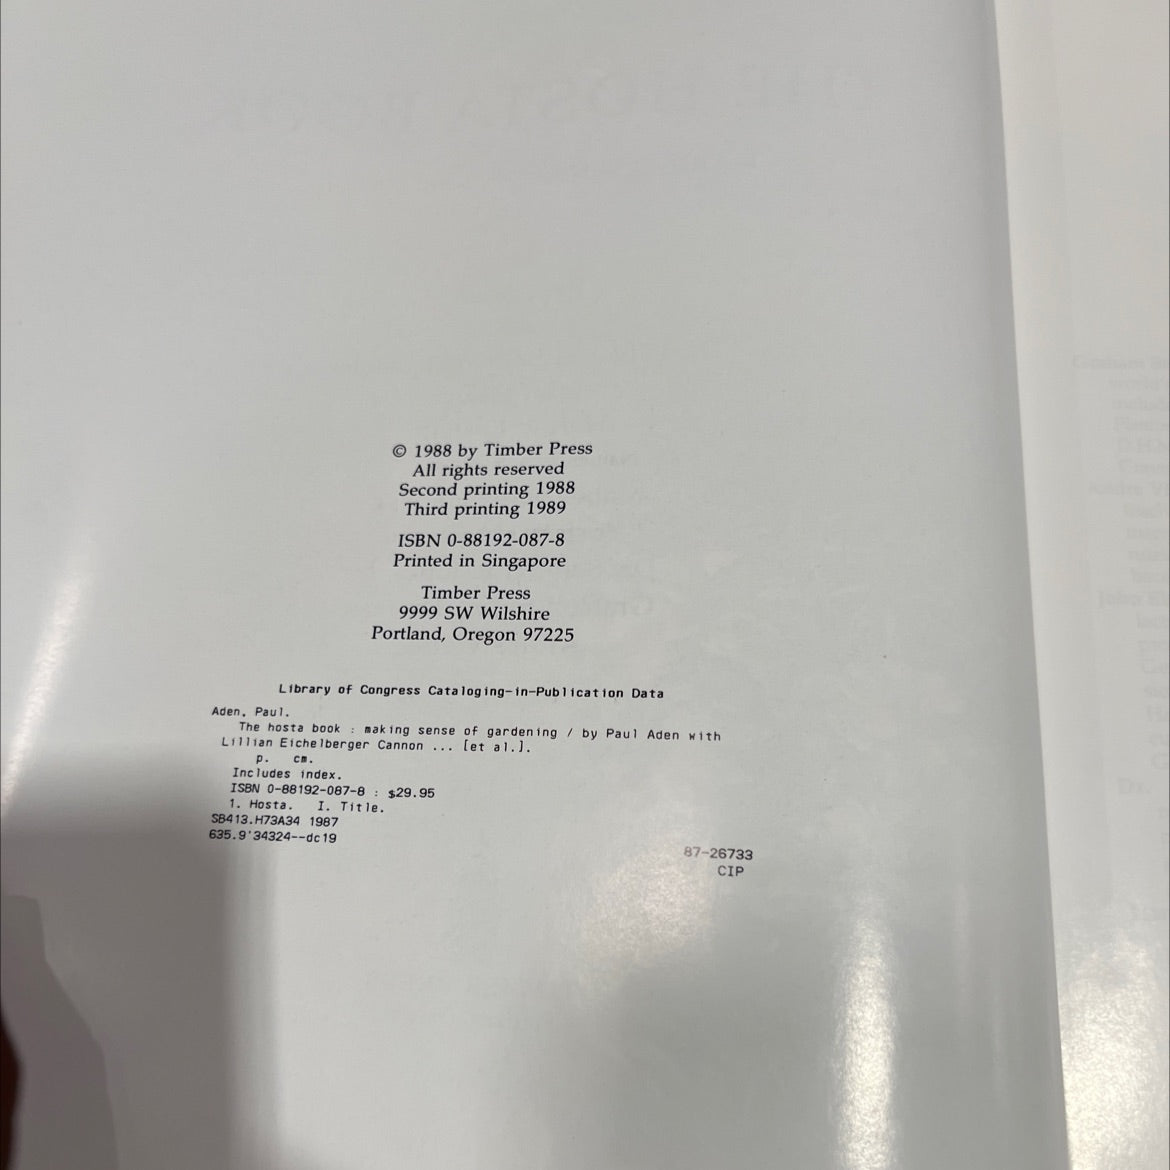 © 1988 by Timber Press
All rights reserved
Second printing 1988
Third printing 1989
ISBN 0-88192-087-8
Printed in Singapore
Timber Press
9999 SW Wilshire
Portland, Oregon 97225
Library of Congress Cataloging-in-Publication Data
Aden, Paul.
The hosta book : making sense of gardening / by Paul Aden with
Lillian Eichelberger Cannon ... [et al.].
p. cm.
Includes index.
ISBN 0-88192-087-8 : $29.95
1. Hosta. I. Title.
SB413.H73A34 1987
635.9'34324--dc19
87-26733
CIP